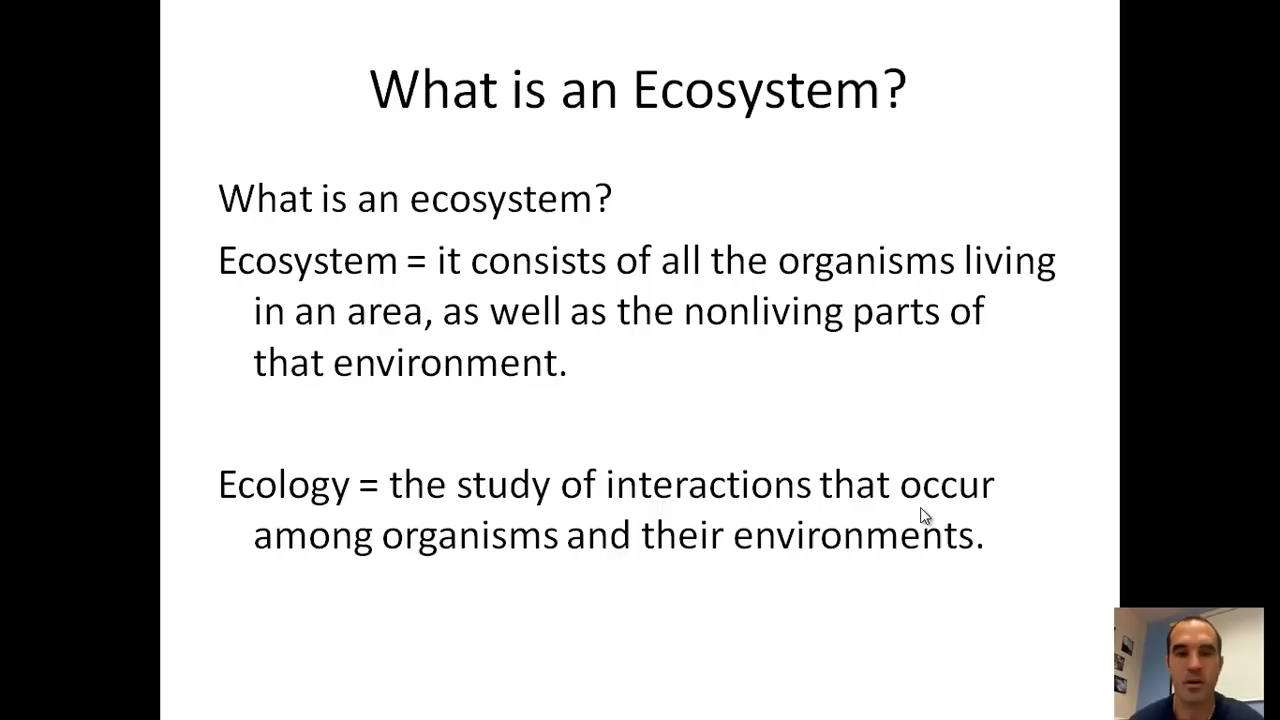 What is an Ecosystem?
What is an ecosystem?
Ecosystem = it consists of all the organisms living
in an area, as well as the nonliving parts of
that environment.
Ecology = the study of interactions that occur
among organisms and their environments.